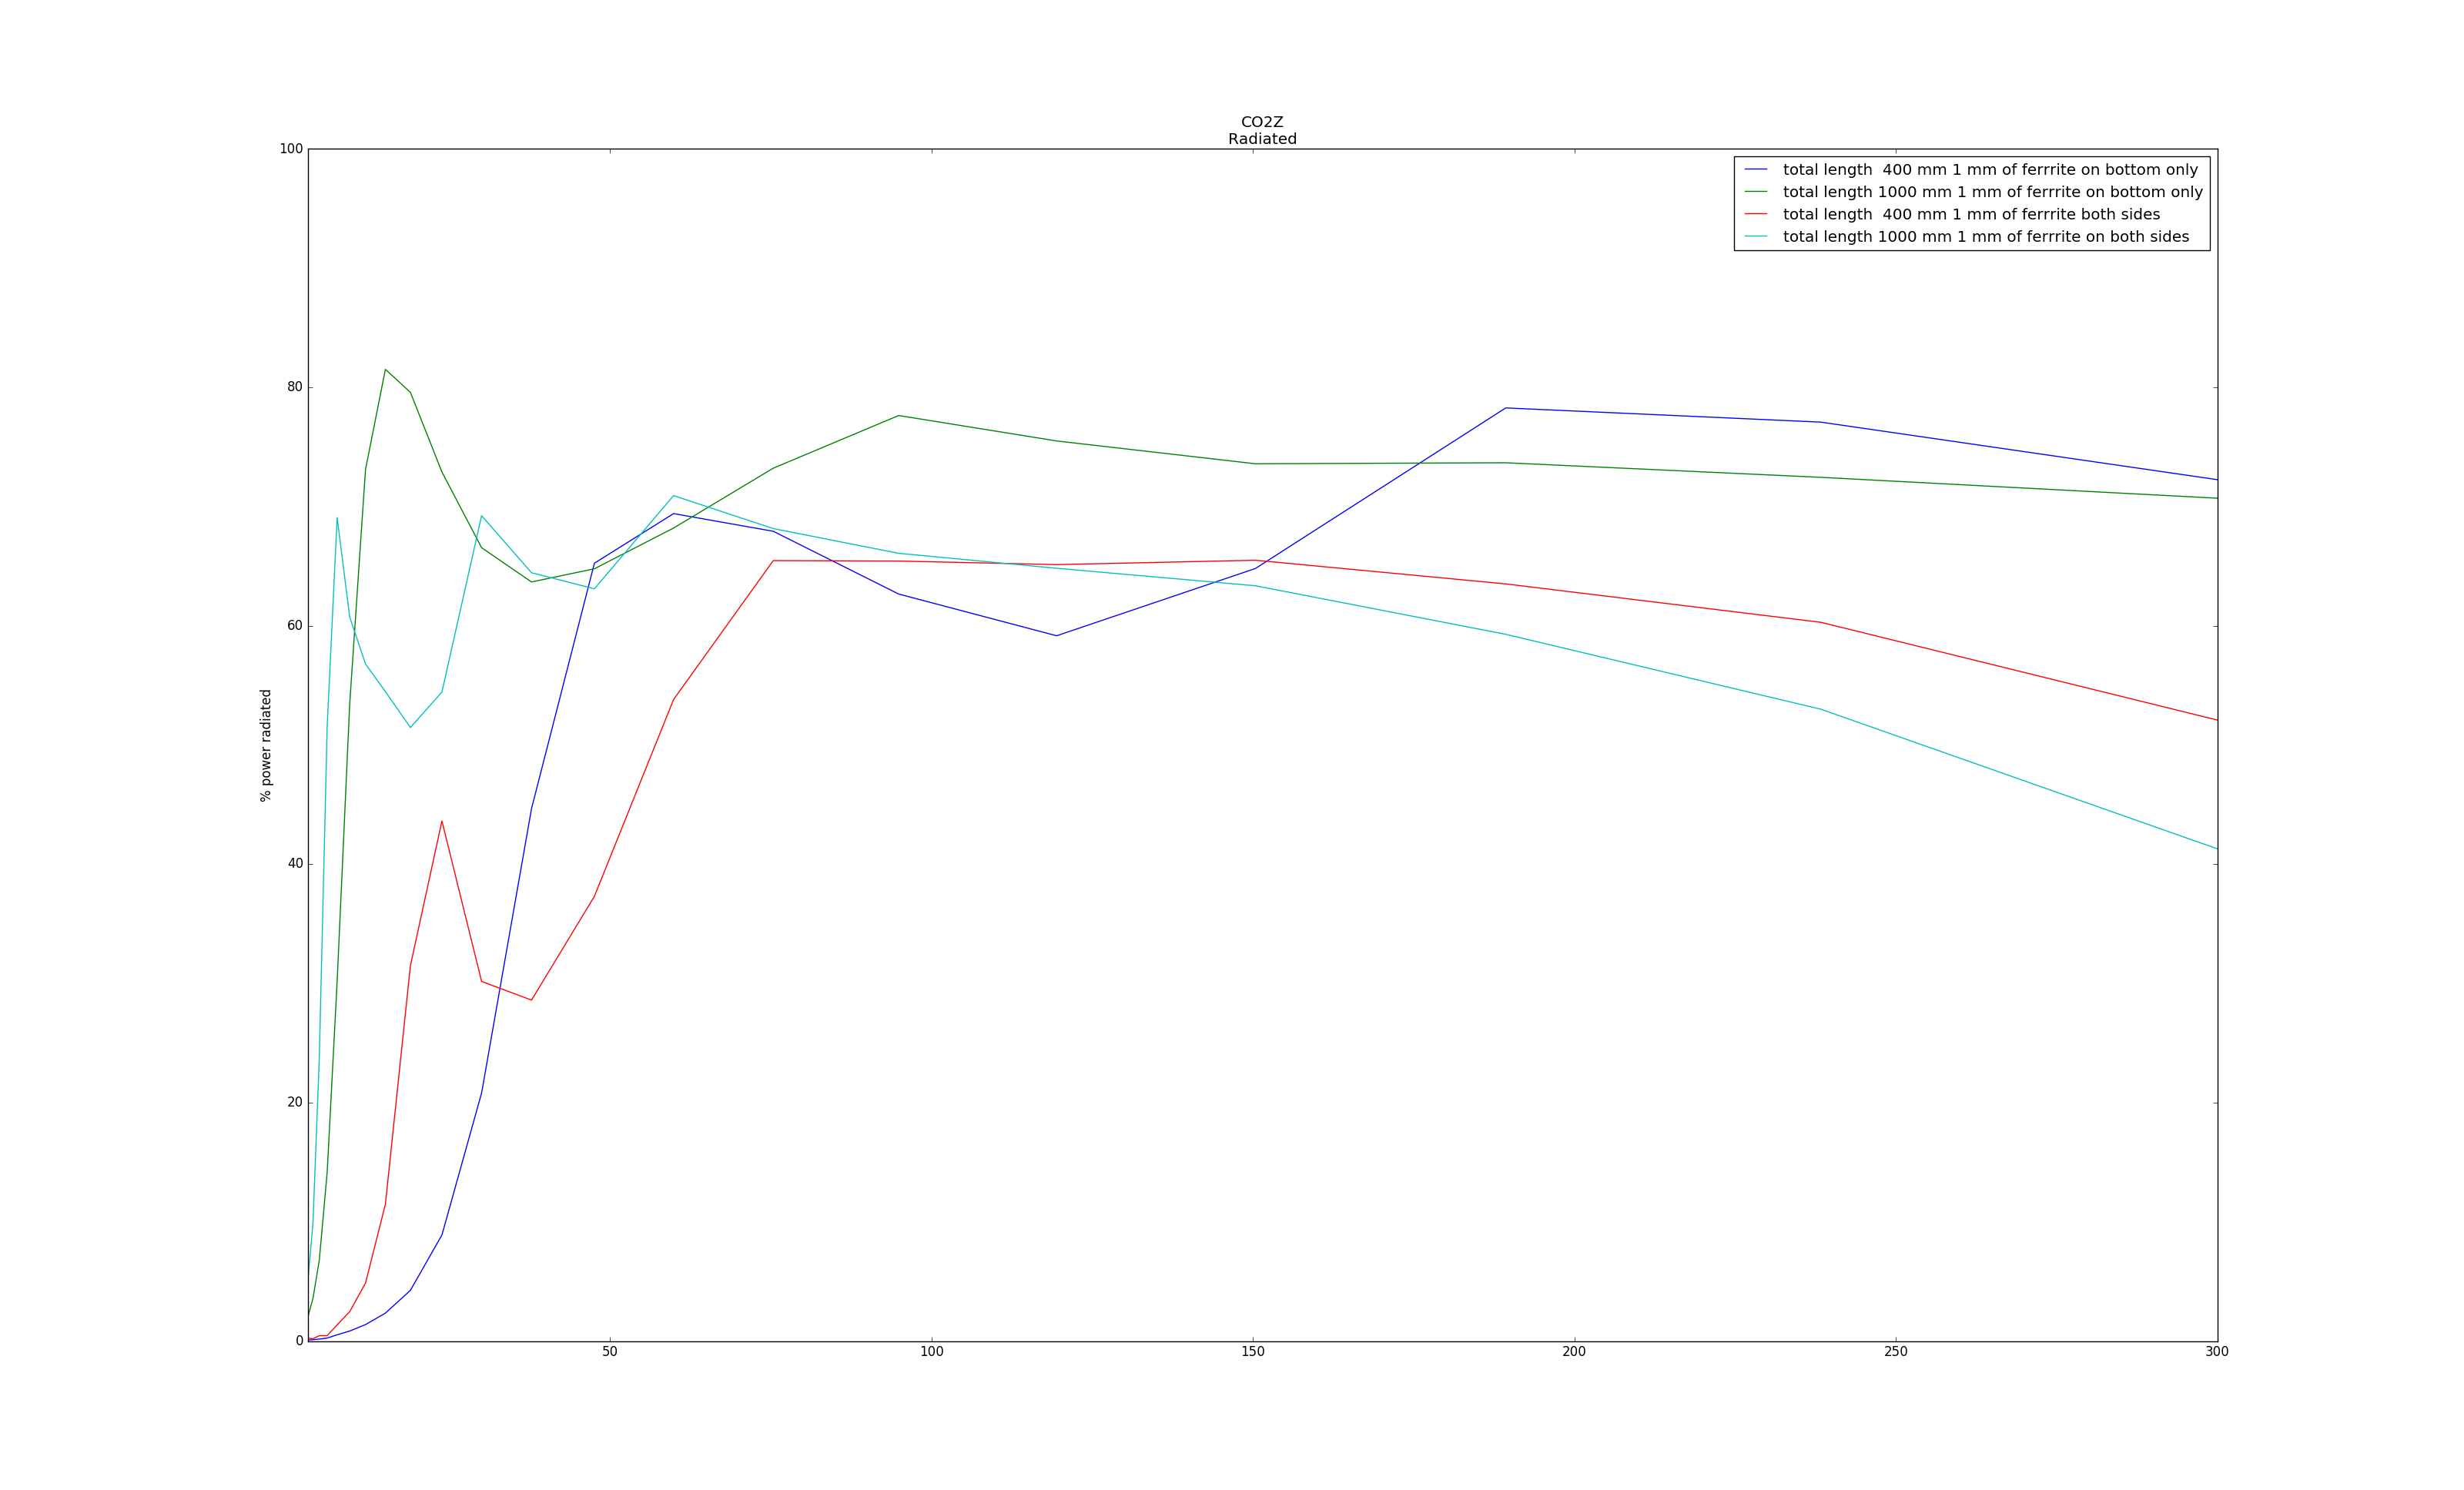 CO2Z
Radiated
100
80
60
40
20
0
% power radiated
total length  400 mm 1 mm of ferrrite on bottom only
total length 1000 mm 1 mm of ferrrite on bottom only
total length  400 mm 1 mm of ferrrite both sides
total length 1000 mm 1 mm of ferrrite on both sides
50 100 150 200 250 300